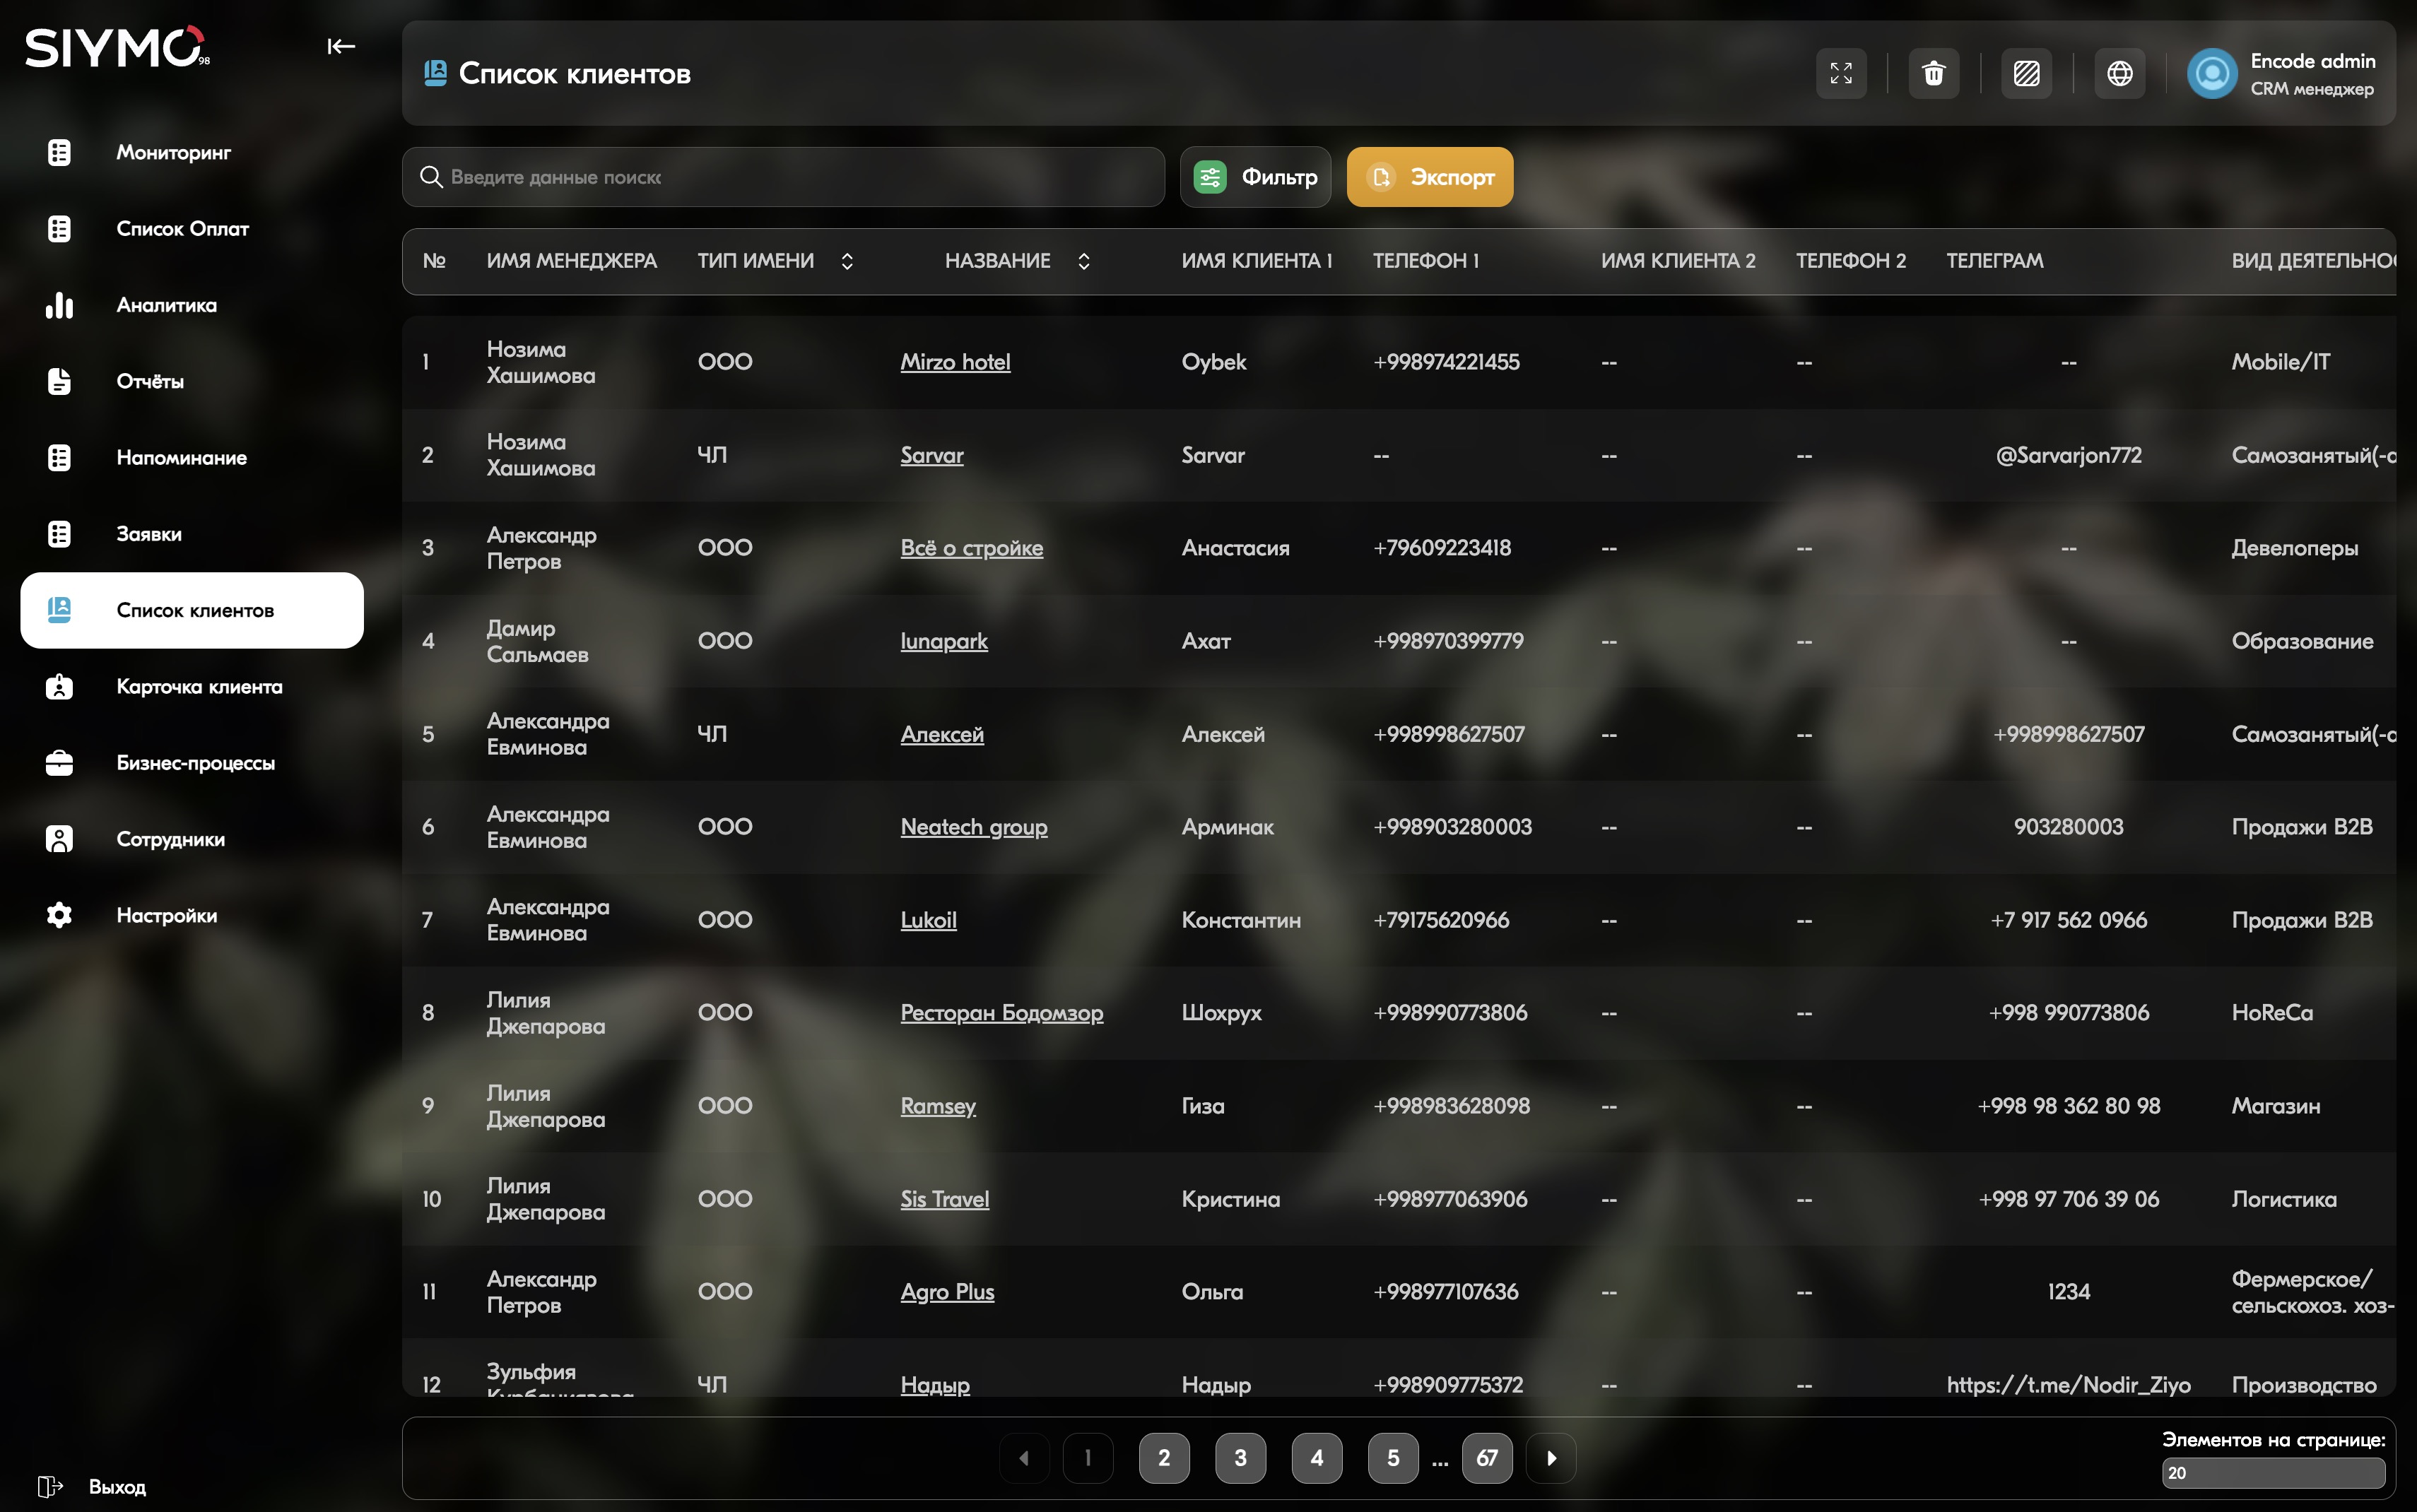 SIYMO98
Мониторинг
Список Оплат
Аналитика
Отчёты
Напоминание
Заявки
Список клиентов
Карточка клиента
Бизнес-процессы
Сотрудники
Настройки
Выход
Список клиентов
Encode admin
CRM менеджер
Введите данные поиска
Фильтр
Экспорт
№ ИМЯ МЕНЕДЖЕРА ТИП ИМЕНИ НАЗВАНИЕ ИМЯ КЛИЕНТА 1 ТЕЛЕФОН 1 ИМЯ КЛИЕНТА 2 ТЕЛЕФОН 2 ТЕЛЕГРАМ ВИД ДЕЯТЕЛЬНОС
1 Нозима Хашимова ООО Mirzo hotel Oybek +998974221455 -- -- -- Mobile/IT
2 Нозима Хашимова ЧЛ Sarvar Sarvar -- -- -- @Sarvarjon772 Самозанятый(-а
3 Александр Петров ООО Всё о стройке Анастасия +79609223418 -- -- -- Девелоперы
4 Дамир Сальмаев ООО lunapark Ахат +998970399779 -- -- -- Образование
5 Александра Евминова ЧЛ Алексей Алексей +998998627507 -- -- +998998627507 Самозанятый(-а
6 Александра Евминова ООО Neatech group Арминак +998903280003 -- -- 903280003 Продажи B2B
7 Александра Евминова ООО Lukoil Константин +79175620966 -- -- +7 917 562 0966 Продажи B2B
8 Лилия Джепарова ООО Ресторан Бодомзор Шохрух +998990773806 -- -- +998 990773806 HoReCa
9 Лилия Джепарова ООО Ramsey Гиза +998983628098 -- -- +998 98 362 80 98 Магазин
10 Лилия Джепарова ООО Sis Travel Кристина +998977063906 -- -- +998 97 706 39 06 Логистика
11 Александр Петров ООО Agro Plus Ольга +998977107636 -- -- 1234 Фермерское/ сельскохоз. хоз-
12 Зульфия ЧЛ Надыр Надыр +998909775372 -- -- https://t.me/Nodir_Ziyo Производство
1 2 3 4 5 ... 67
Элементов на странице:
20